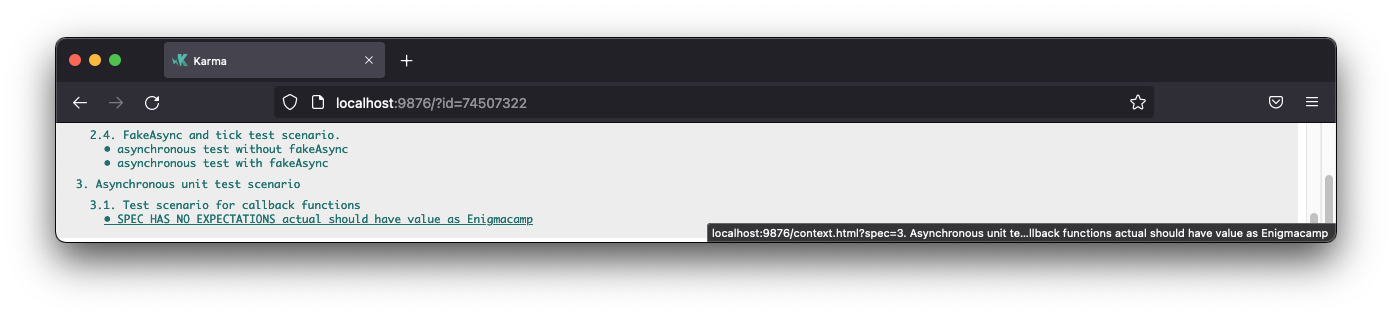 Karma
localhost:9876/?id=74507322
2.4. FakeAsync and tick test scenario.
• asynchronous test without fakeAsync
• asynchronous test with fakeAsync
3. Asynchronous unit test scenario
3.1. Test scenario for callback functions
• SPEC HAS NO EXPECTATIONS actual should have value as Enigmacamp
localhost:9876/context.html?spec=3. Asynchronous unit te...llback functions actual should have value as Enigmacamp